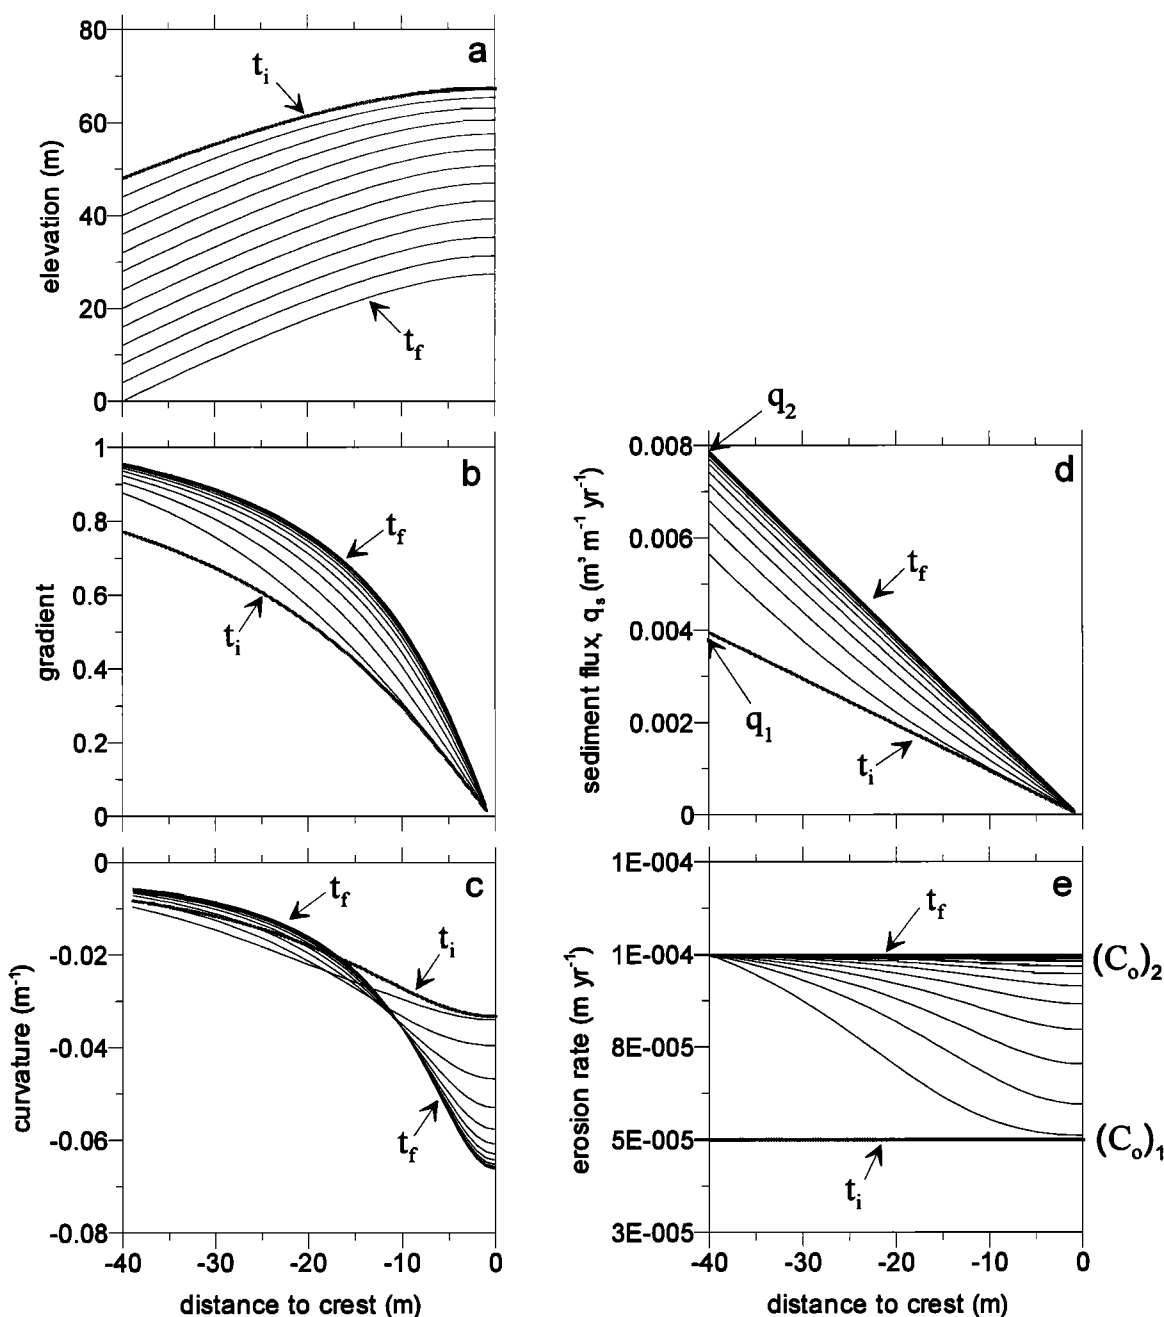 a
80
60
40
20
0
elevation (m)
t_i
t_f
b
1
0.8
0.6
0.4
0.2
0
gradient
t_f
t_i
c
0
-0.02
-0.04
-0.06
-0.08
curvature (m⁻¹)
t_f
t_i
t_f
-40 -30 -20 -10 0
distance to crest (m)
d
q_2
0.008
0.006
0.004
0.002
0
sediment flux, q_s (m³ m⁻¹ yr⁻¹)
t_f
q_1
t_i
e
1E-004
1E-004
8E-005
5E-005
3E-005
erosion rate (m yr⁻¹)
t_f
(C_o)_2
(C_o)_1
t_i
-40 -30 -20 -10 0
distance to crest (m)